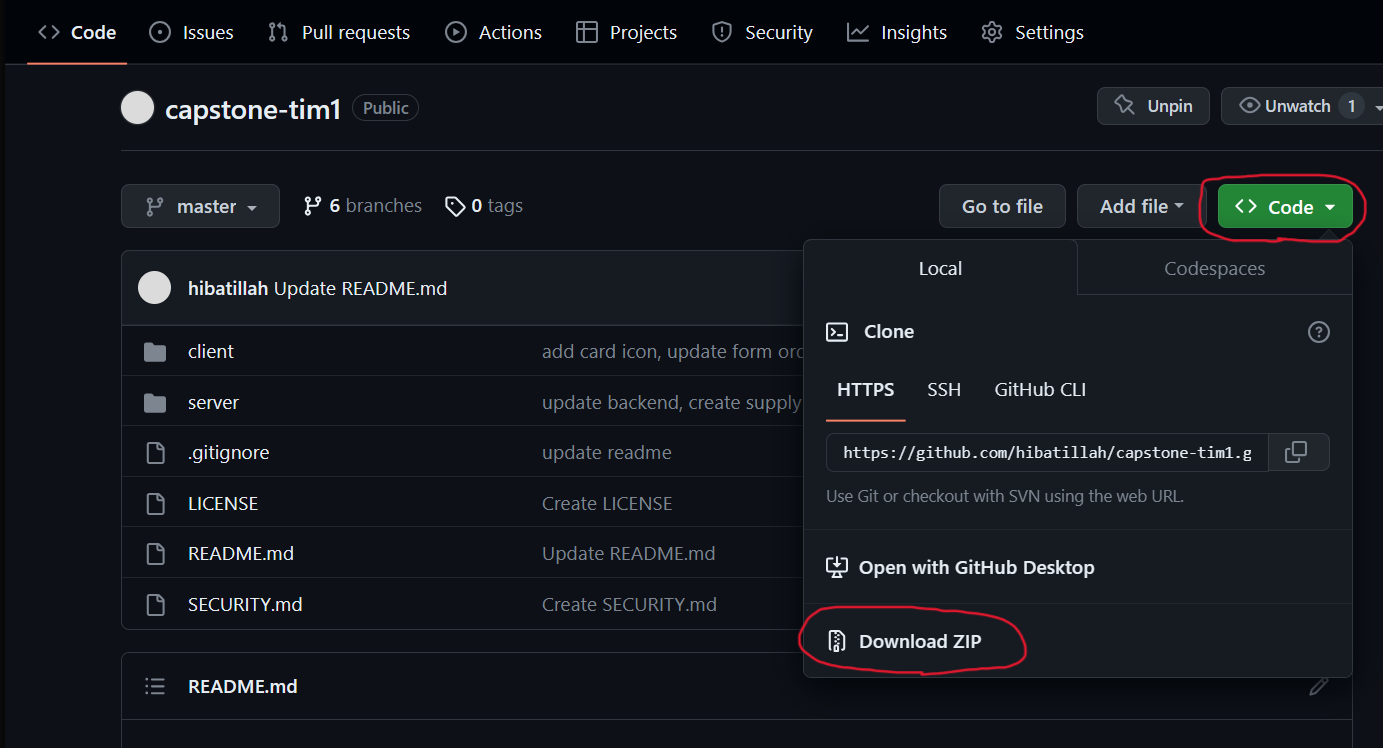 Code Issues Pull requests Actions Projects Security Insights Settings
capstone-tim1 Public Unpin Unwatch 1
master 6 branches 0 tags Go to file Add file Code
Local Codespaces
hibatillah Update README.md
Clone
client add card icon, update form ord
HTTPS SSH GitHub CLI
server update backend, create supply
.gitignore update readme
https://github.com/hibatillah/capstone-tim1.g
Use Git or checkout with SVN using the web URL.
LICENSE Create LICENSE
README.md Update README.md
Open with GitHub Desktop
SECURITY.md Create SECURITY.md
Download ZIP
README.md